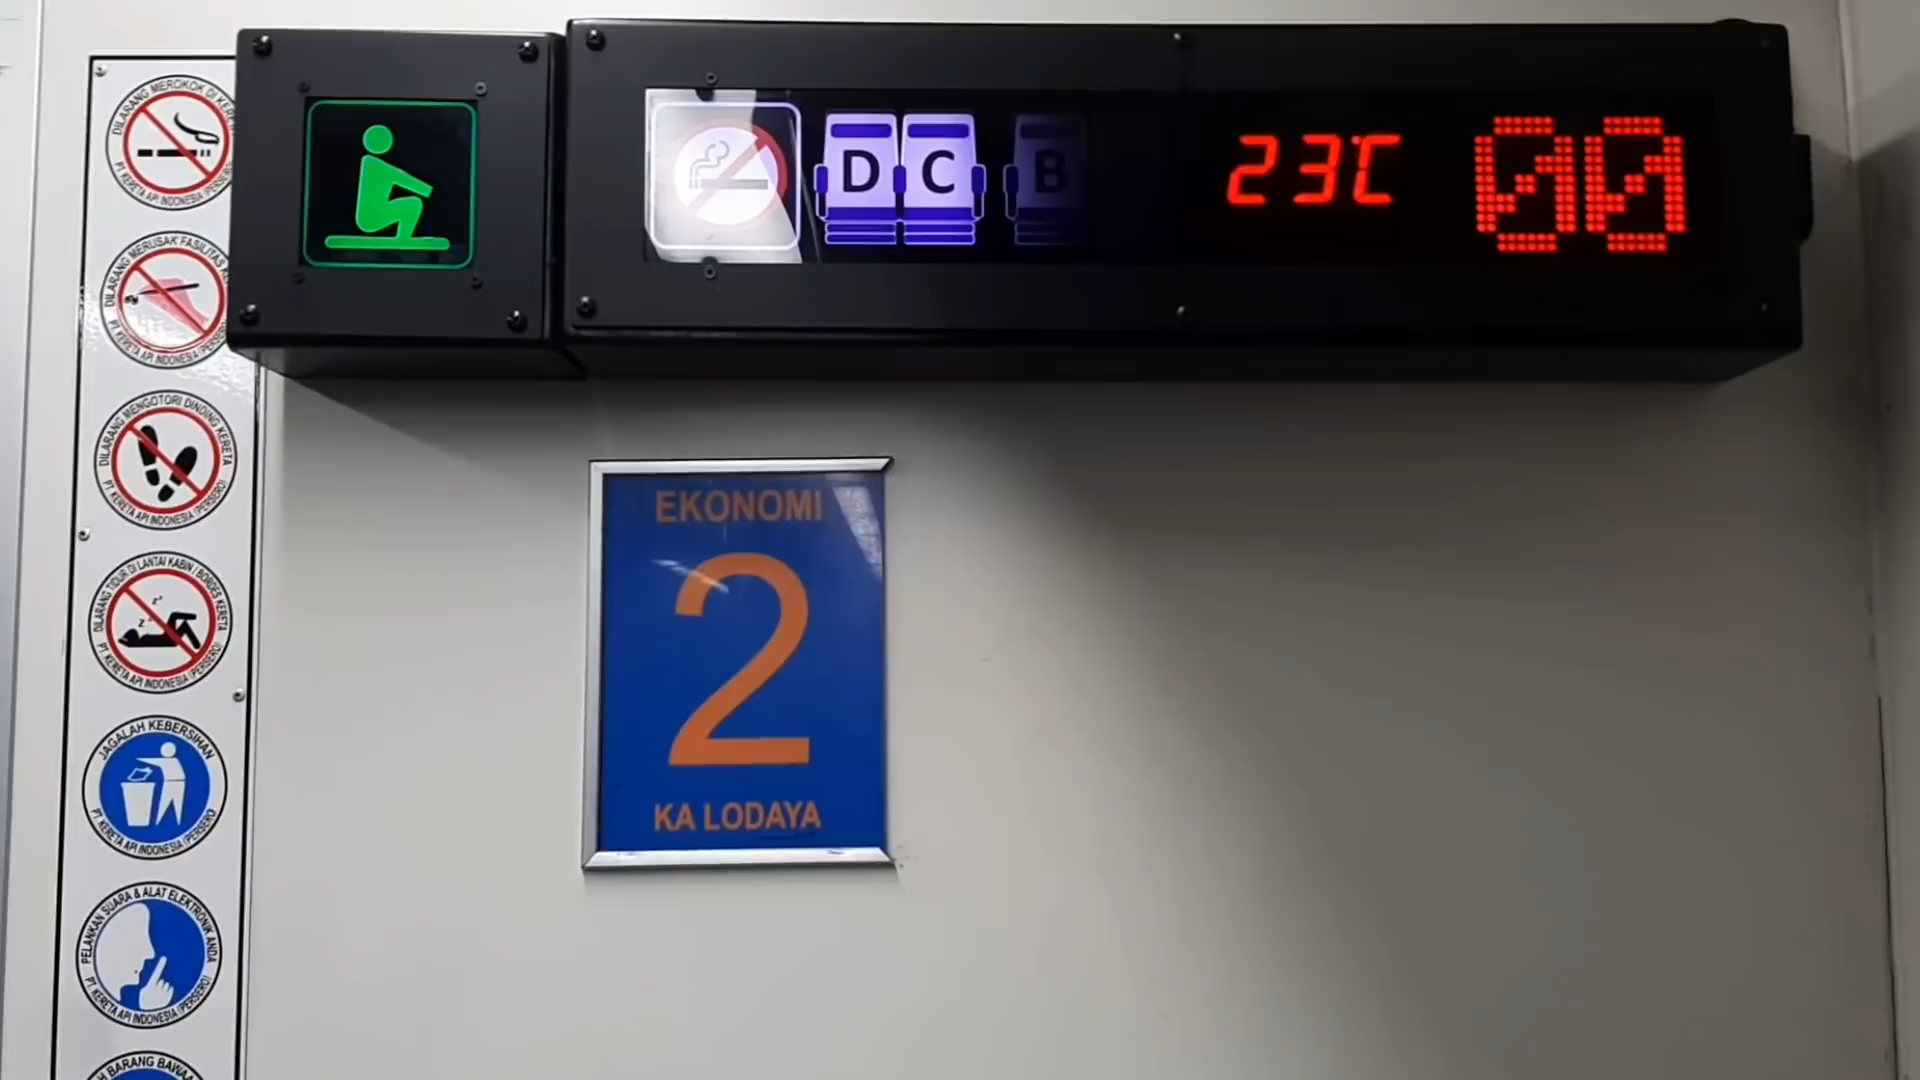 DILARANG MEROKOK DI
PT. KERETA API INDONESIA (PERSERO)
DILARANG MERUSAK FASILITAS
PT. KERETA API INDONESIA (PERSERO)
DILARANG MENGOTORI DINDING KERETA
PT. KERETA API INDONESIA (PERSERO)
DILARANG TIDUR DI LANTAI KABIN / BORDES KERETA
PT. KERETA API INDONESIA (PERSERO)
JAGALAH KEBERSIHAN
PT. KERETA API INDONESIA (PERSERO
PELANKAN SUARA & ALAT ELEKTRONIK ANDA
PT. KERETA API INDONESIA (PERSERO)
BARANG
D C B
23℃
00
EKONOMI
2
KA LODAYA